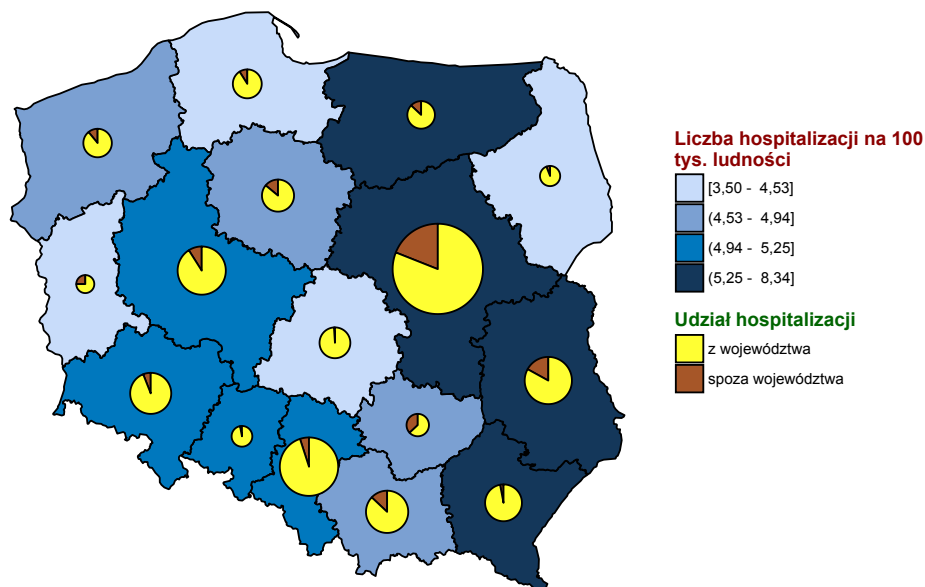 Liczba hospitalizacji na 100
tys. ludności
[3,50 - 4,53]
(4,53 - 4,94]
(4,94 - 5,25]
(5,25 - 8,34]
Udział hospitalizacji
z województwa
spoza województwa